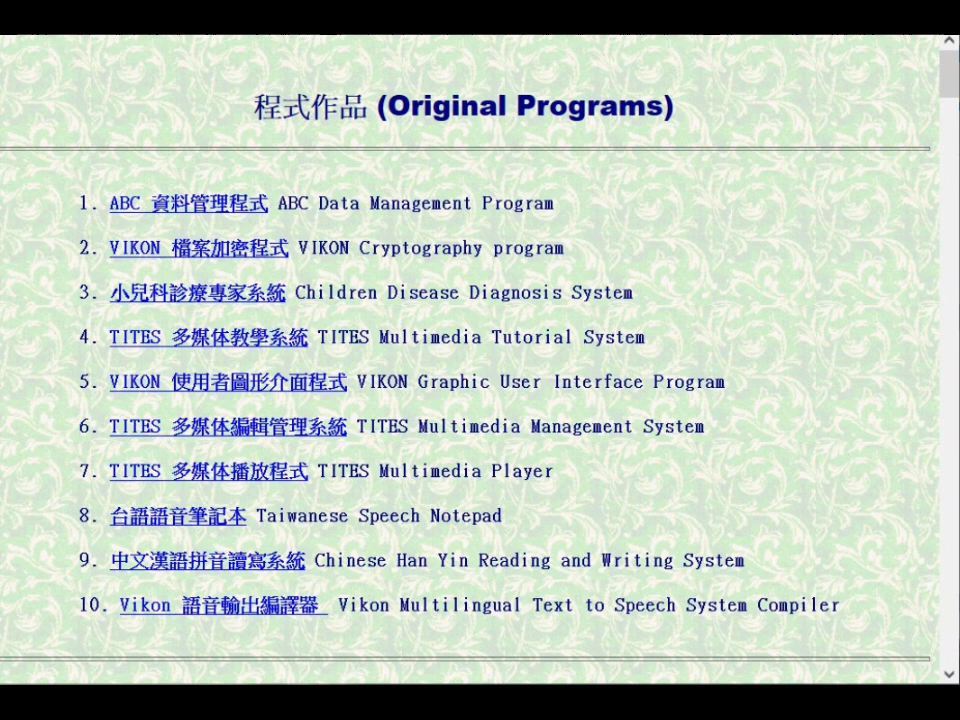 程式作品 (Original Programs)
1. ABC 資料管理程式 ABC Data Management Program
2. VIKON 檔案加密程式 VIKON Cryptography program
3. 小兒科診療專家系統 Children Disease Diagnosis System
4. TITES 多媒体教學系統 TITES Multimedia Tutorial System
5. VIKON 使用者圖形介面程式 VIKON Graphic User Interface Program
6. TITES 多媒体編輯管理系統 TITES Multimedia Management System
7. TITES 多媒体播放程式 TITES Multimedia Player
8. 台語語音筆記本 Taiwanese Speech Notepad
9. 中文漢語拼音讀寫系統 Chinese Han Yin Reading and Writing System
10. Vikon 語音輸出編譯器 Vikon Multilingual Text to Speech System Compiler